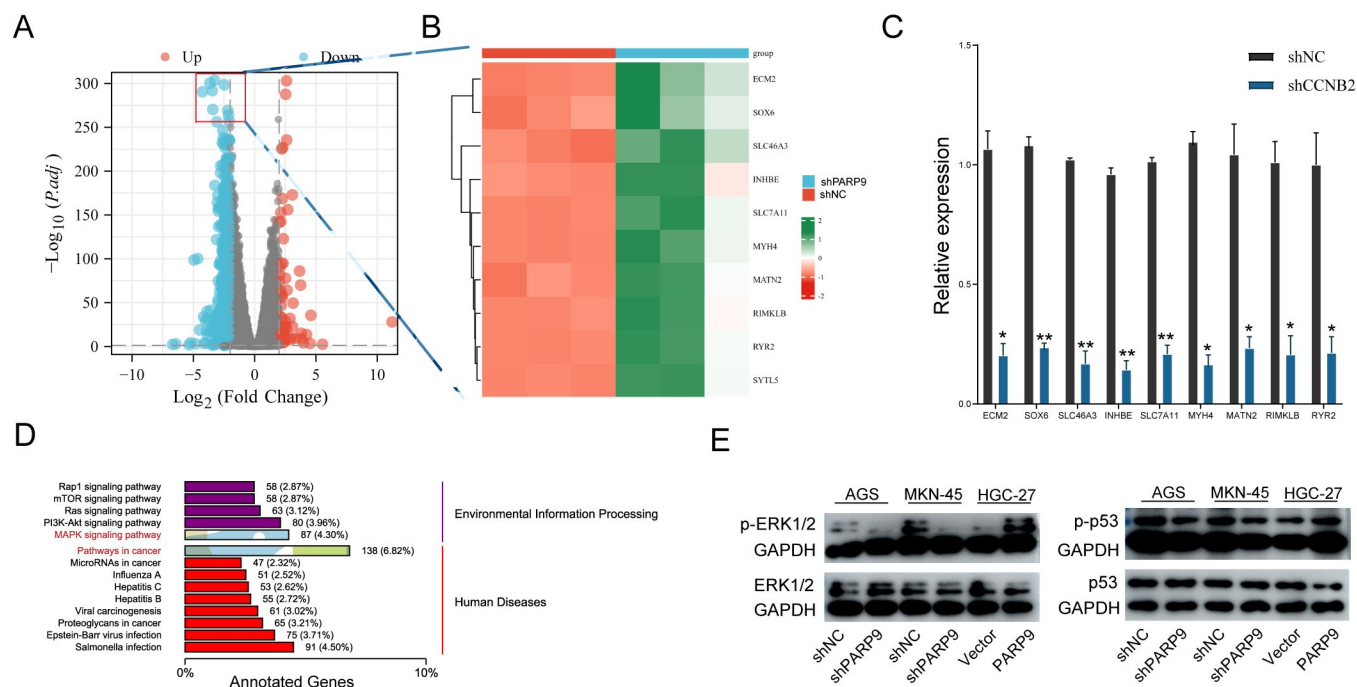 A
Up
Down
300
250
200
150
100
50
0
−Log10 (P.adj)
−10
−5
0
5
10
Log2 (Fold Change)
B
group
ECM2
SOX6
SLC46A3
INHBE
SLC7A11
MYH4
MATN2
RIMKLB
RYR2
SYTL5
shPARP9
shNC
2
1
0
-1
-2
C
shNC
shCCNB2
1.5
1.0
0.5
0.0
Relative expression
* ** ** ** ** * * * *
ECM2 SOX6 SLC46A3 INHBE SLC7A11 MYH4 MATN2 RIMKLB RYR2
D
Rap1 signaling pathway 58 (2.87%)
mTOR signaling pathway 58 (2.87%)
Ras signaling pathway 63 (3.12%)
PI3K-Akt signaling pathway 80 (3.96%)
MAPK signaling pathway 87 (4.30%)
Environmental Information Processing
Pathways in cancer 138 (6.82%)
MicroRNAs in cancer 47 (2.32%)
Influenza A 51 (2.52%)
Hepatitis C 53 (2.62%)
Hepatitis B 55 (2.72%)
Viral carcinogenesis 61 (3.02%)
Proteoglycans in cancer 65 (3.21%)
Epstein-Barr virus infection 75 (3.71%)
Salmonella infection 91 (4.50%)
Human Diseases
0%
10%
Annotated Genes
E
AGS MKN-45 HGC-27
p-ERK1/2
GAPDH
ERK1/2
GAPDH
shNC shPARP9 shNC shPARP9 Vector PARP9
AGS MKN-45 HGC-27
p-p53
GAPDH
p53
GAPDH
shNC shPARP9 shNC shPARP9 Vector PARP9